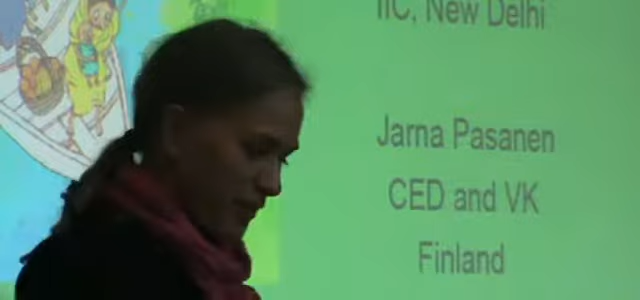 IIC, New Delhi
Jarna Pasanen
CED and VK
Finland